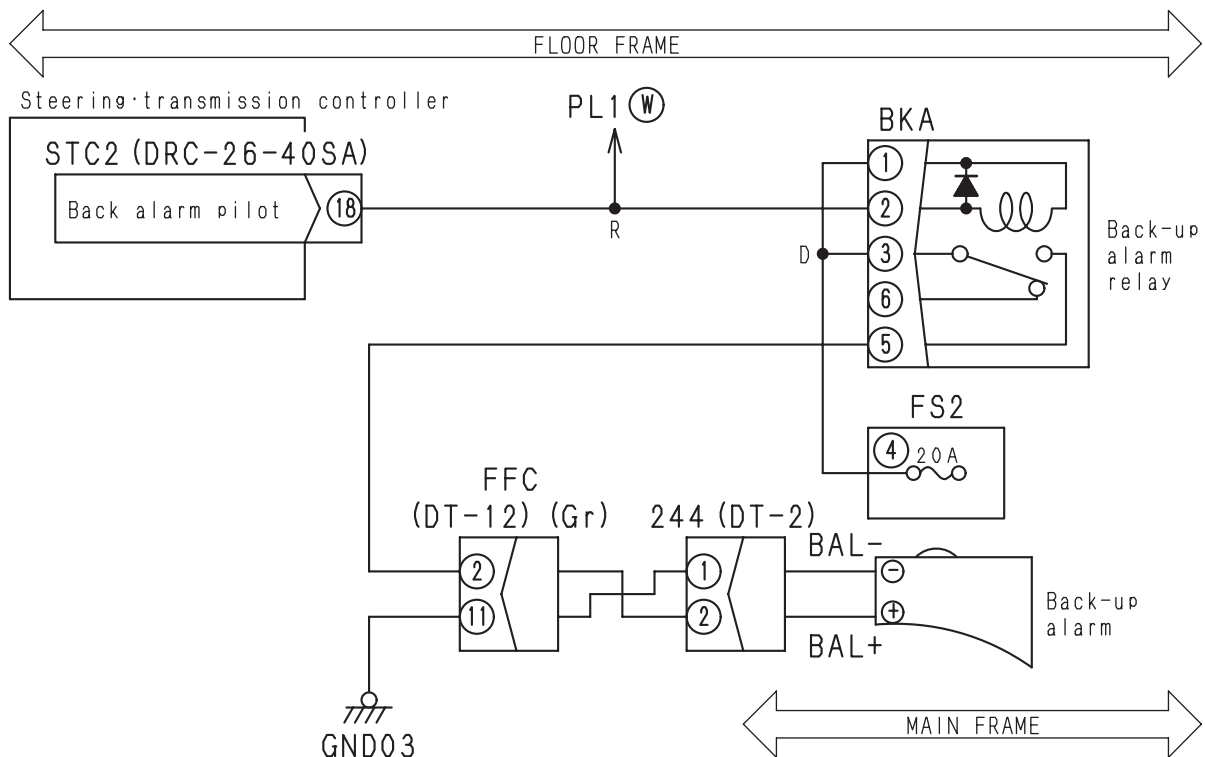 FLOOR FRAME
Steering·transmission controller
STC2 (DRC-26-40SA)
Back alarm pilot
18
PL1 W
R
BKA
1
2
D
3
6
5
Back-up
alarm
relay
FS2
4
20A
FFC
(DT-12) (Gr)
2
11
GND03
244 (DT-2)
1
2
BAL-
-
+
BAL+
Back-up
alarm
MAIN FRAME